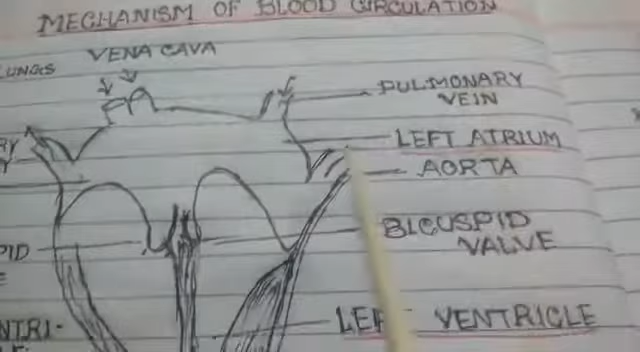 MECHANISM OF BLOOD CIRCULATION
LUNGS
VENA CAVA
PULMONARY
VEIN
LEFT ATRIUM
AORTA
BICUSPID
VALVE
VENTRICLE